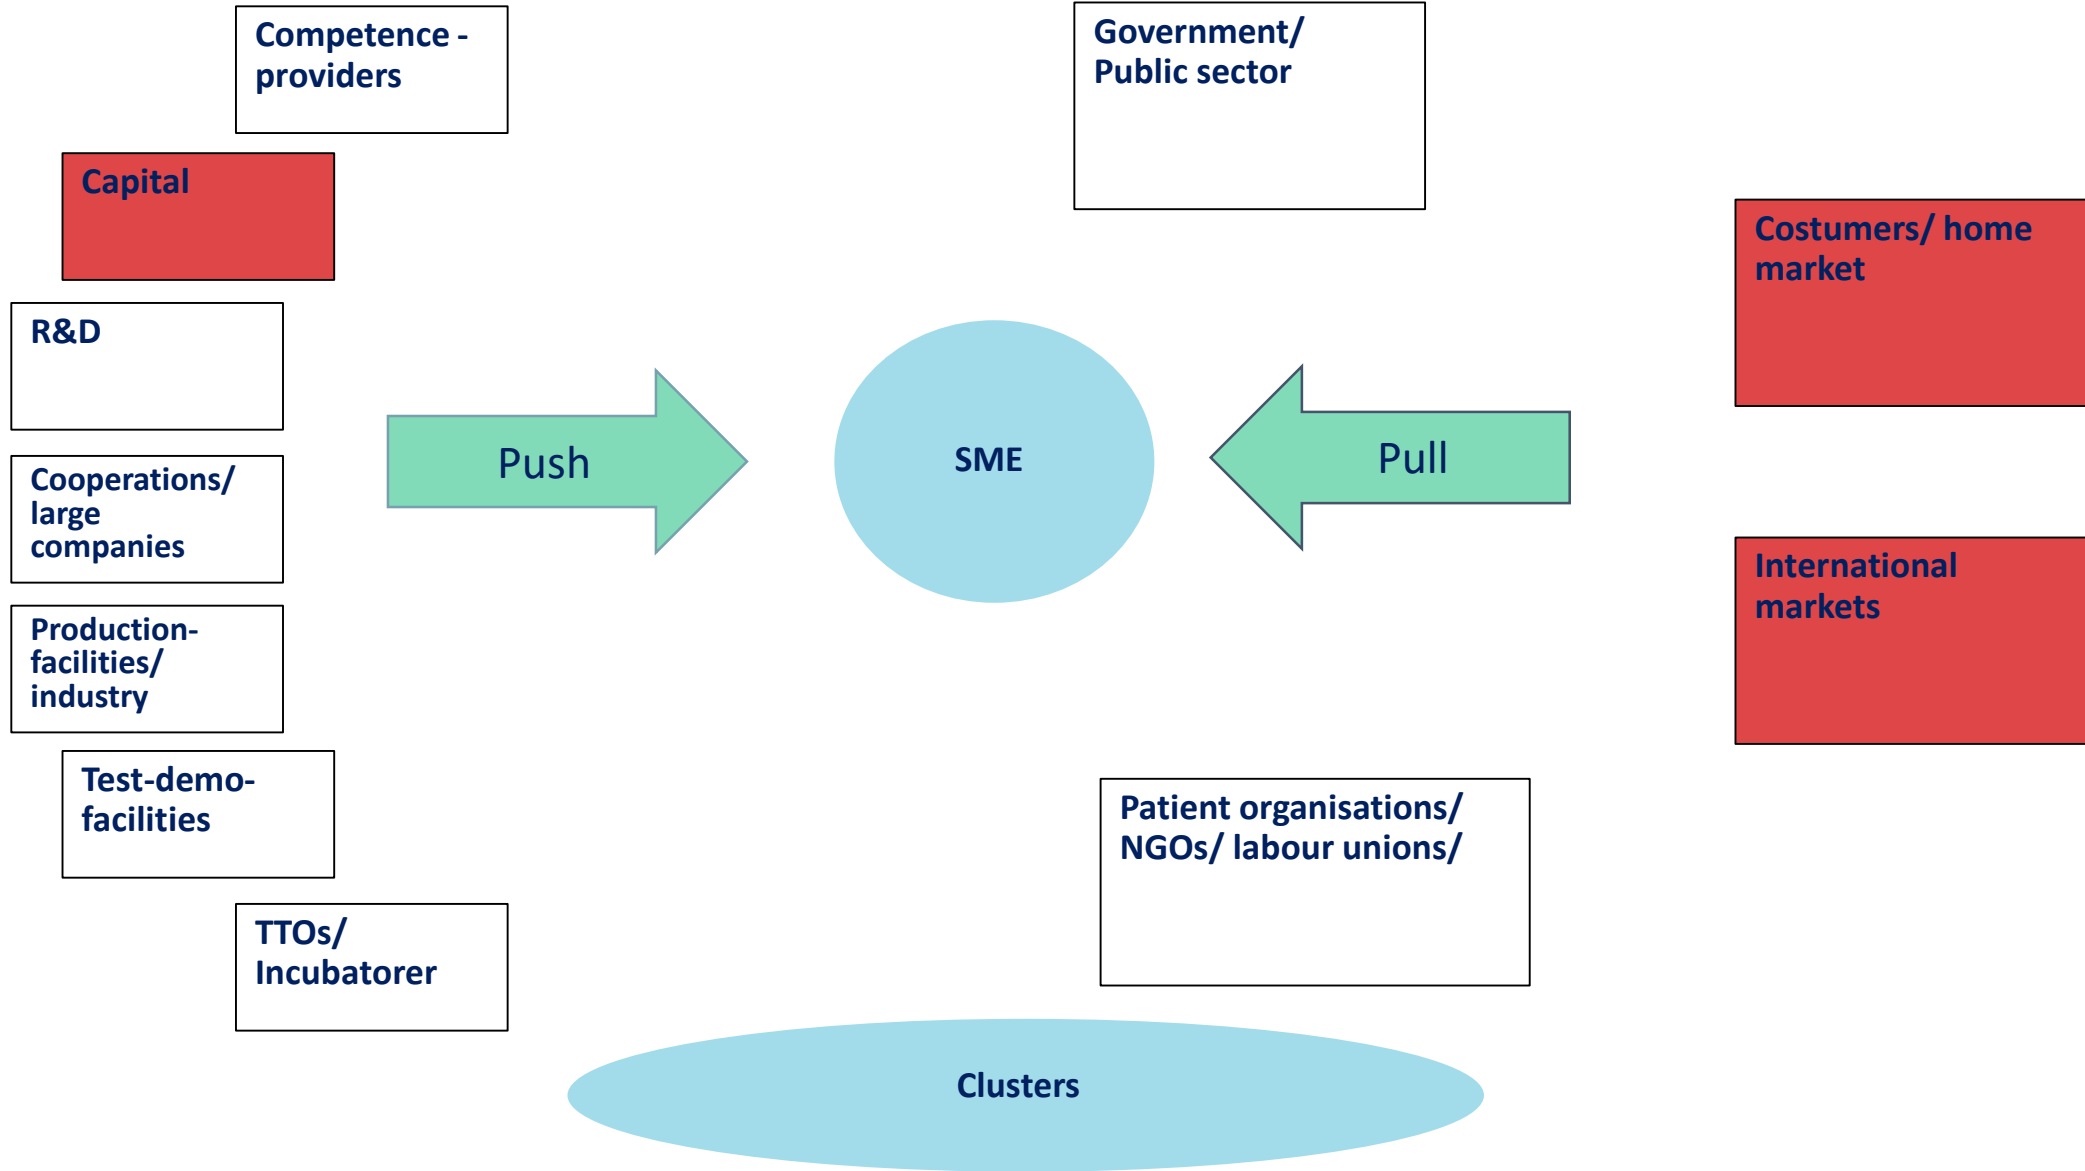 Competence -
providers
Government/
Public sector
Capital
Costumers/ home
market
R&D
Push
SME
Pull
Cooperations/
large
companies
International
markets
Production-
facilities/
industry
Test-demo-
facilities
Patient organisations/
NGOs/ labour unions/
TTOs/
Incubatorer
Clusters